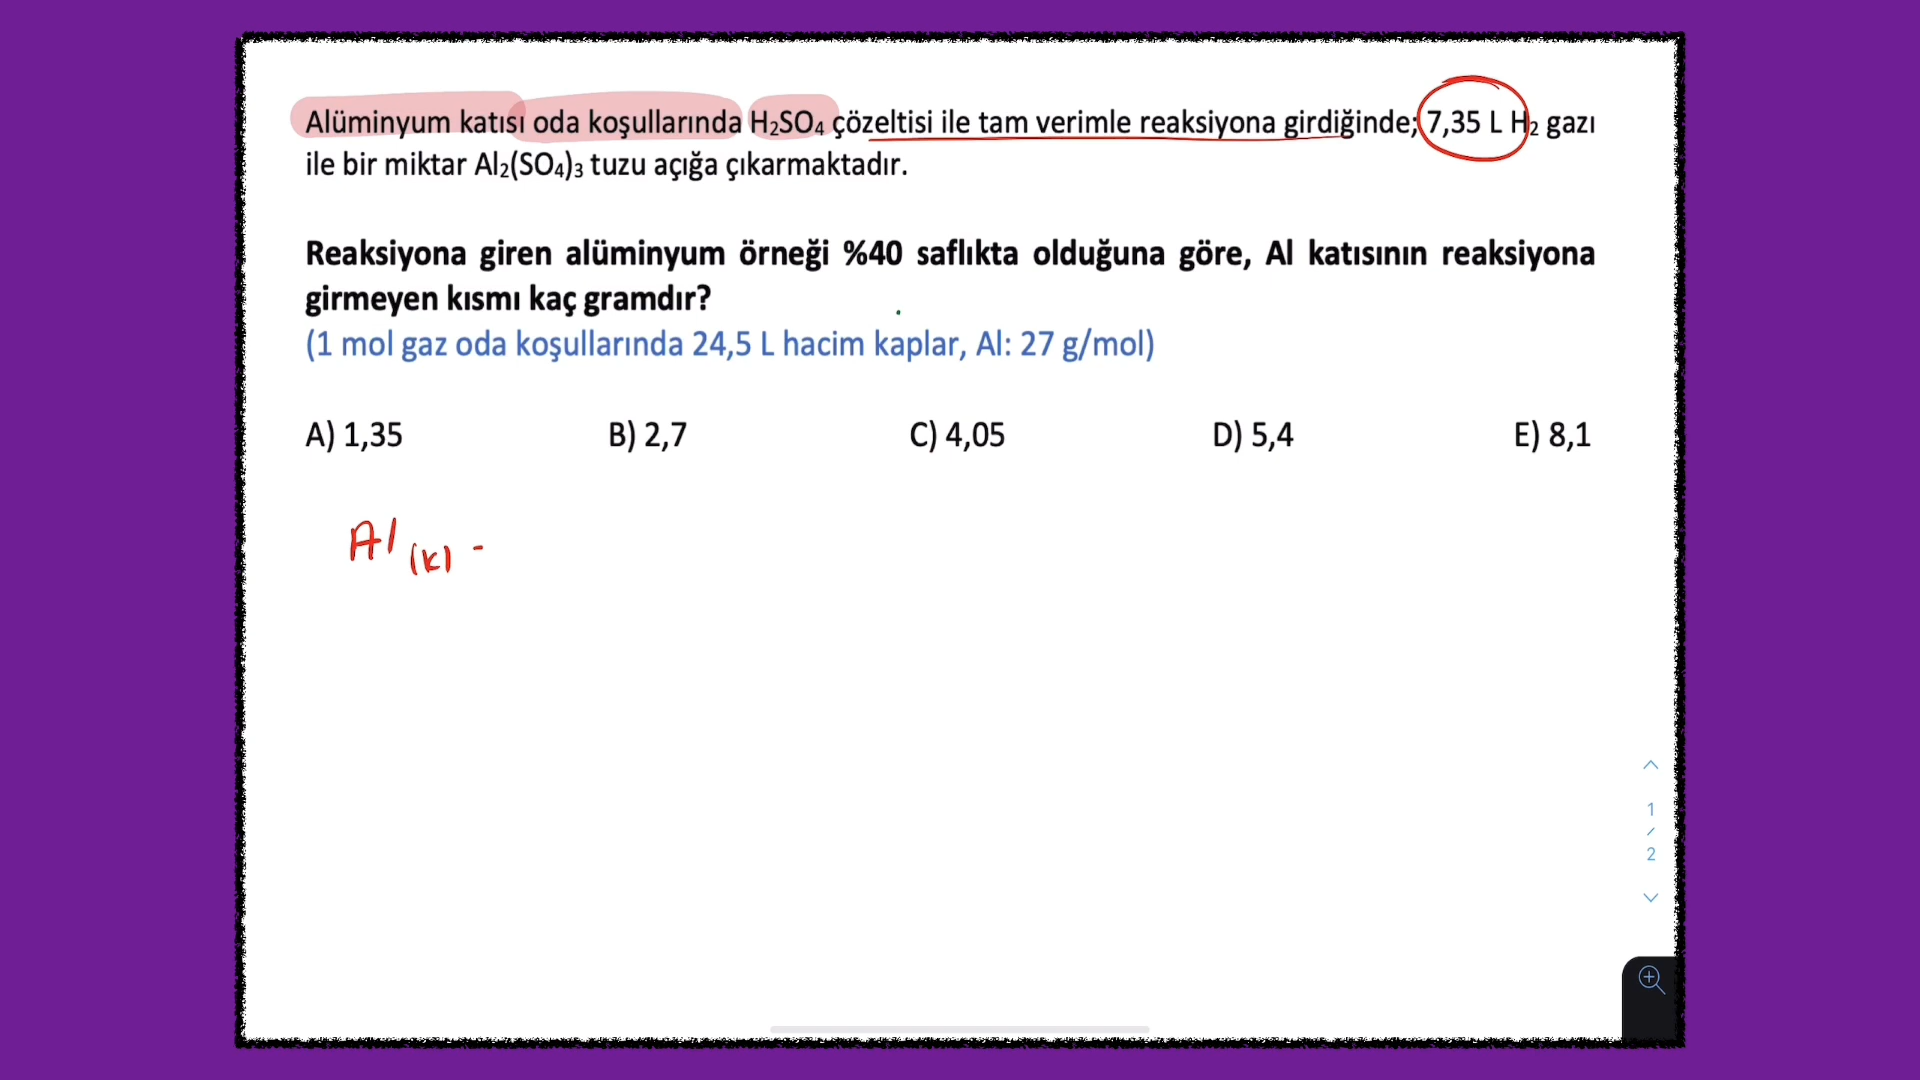 Alüminyum katısı oda koşullarında H₂SO₄ çözeltisi ile tam verimle reaksiyona girdiğinde; 7,35 L H₂ gazı
ile bir miktar Al₂(SO₄)₃ tuzu açığa çıkarmaktadır.
Reaksiyona giren alüminyum örneği %40 saflıkta olduğuna göre, Al katısının reaksiyona
girmeyen kısmı kaç gramdır?
(1 mol gaz oda koşullarında 24,5 L hacim kaplar, Al: 27 g/mol)
A) 1,35 B) 2,7 C) 4,05 D) 5,4 E) 8,1
Al (k) -
1
/
2